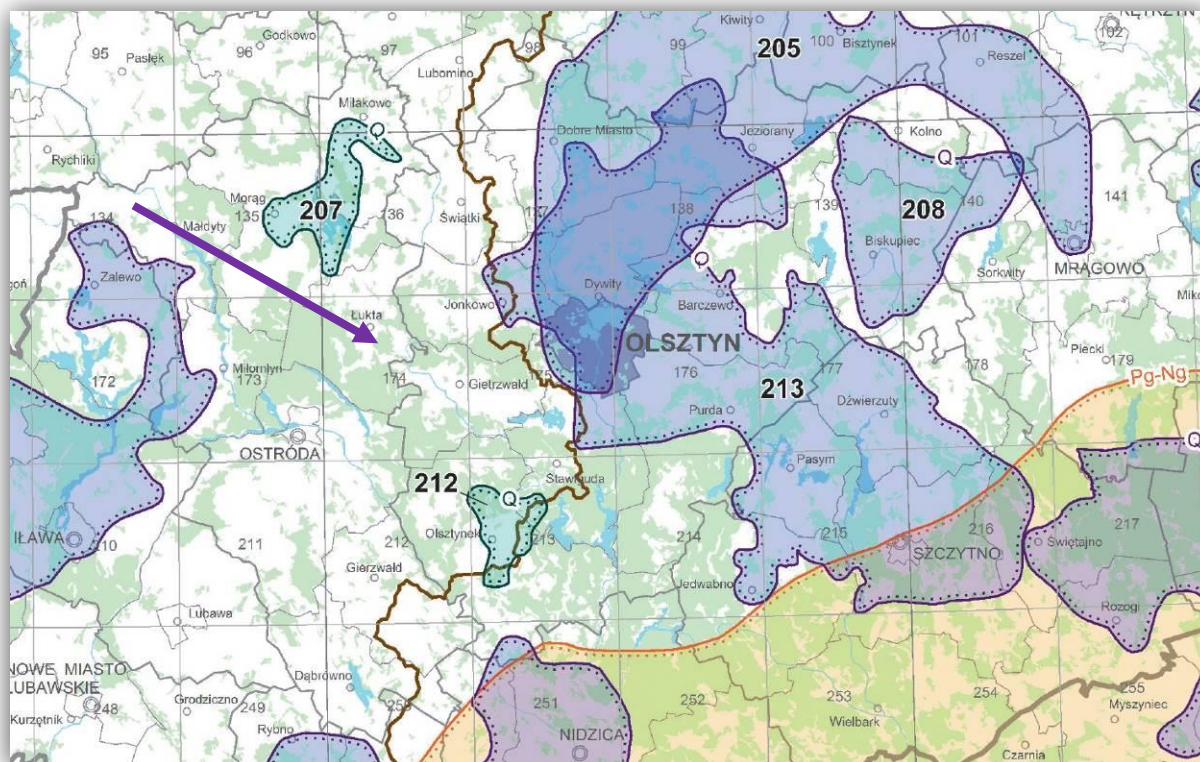 Kiwity
KĘTRZYN
Godkowo
97
98
99
205
100
Bisztynek
101
102
95
Pasłęk
96
Reszel
Lubomino
Miłakowo
Q
Dobre Miasto
Jeziorany
Kolno
Rychliki
Q
Morąg
135
207
136
Świątki
137
138
139
208
140
141
134
Małdyty
Biskupiec
Zalewo
Q
Sorkwity
MRĄGOWO
Dywity
Jonkowo
Barczewo
Łukta
OLSZTYN
Piecki
179
172
Miłomłyn
173
174
Gietrzwałd
176
177
178
Pg-Ng
213
Purda
Dźwierzuty
OSTRÓDA
Q
Pasym
Stawiguda
212
Q
Olsztynek
IŁAWA
210
211
212
213
214
215
216
217
SZCZYTNO
Świętajno
Gierzwałd
Jedwabno
Lubawa
Rozogi
NOWE MIASTO
LUBAWSKIE
Dąbrówno
248
Grodziczno
249
251
252
253
254
255
Kurzętnik
Rybno
Wielbark
Myszyniec
NIDZICA
Czarnia